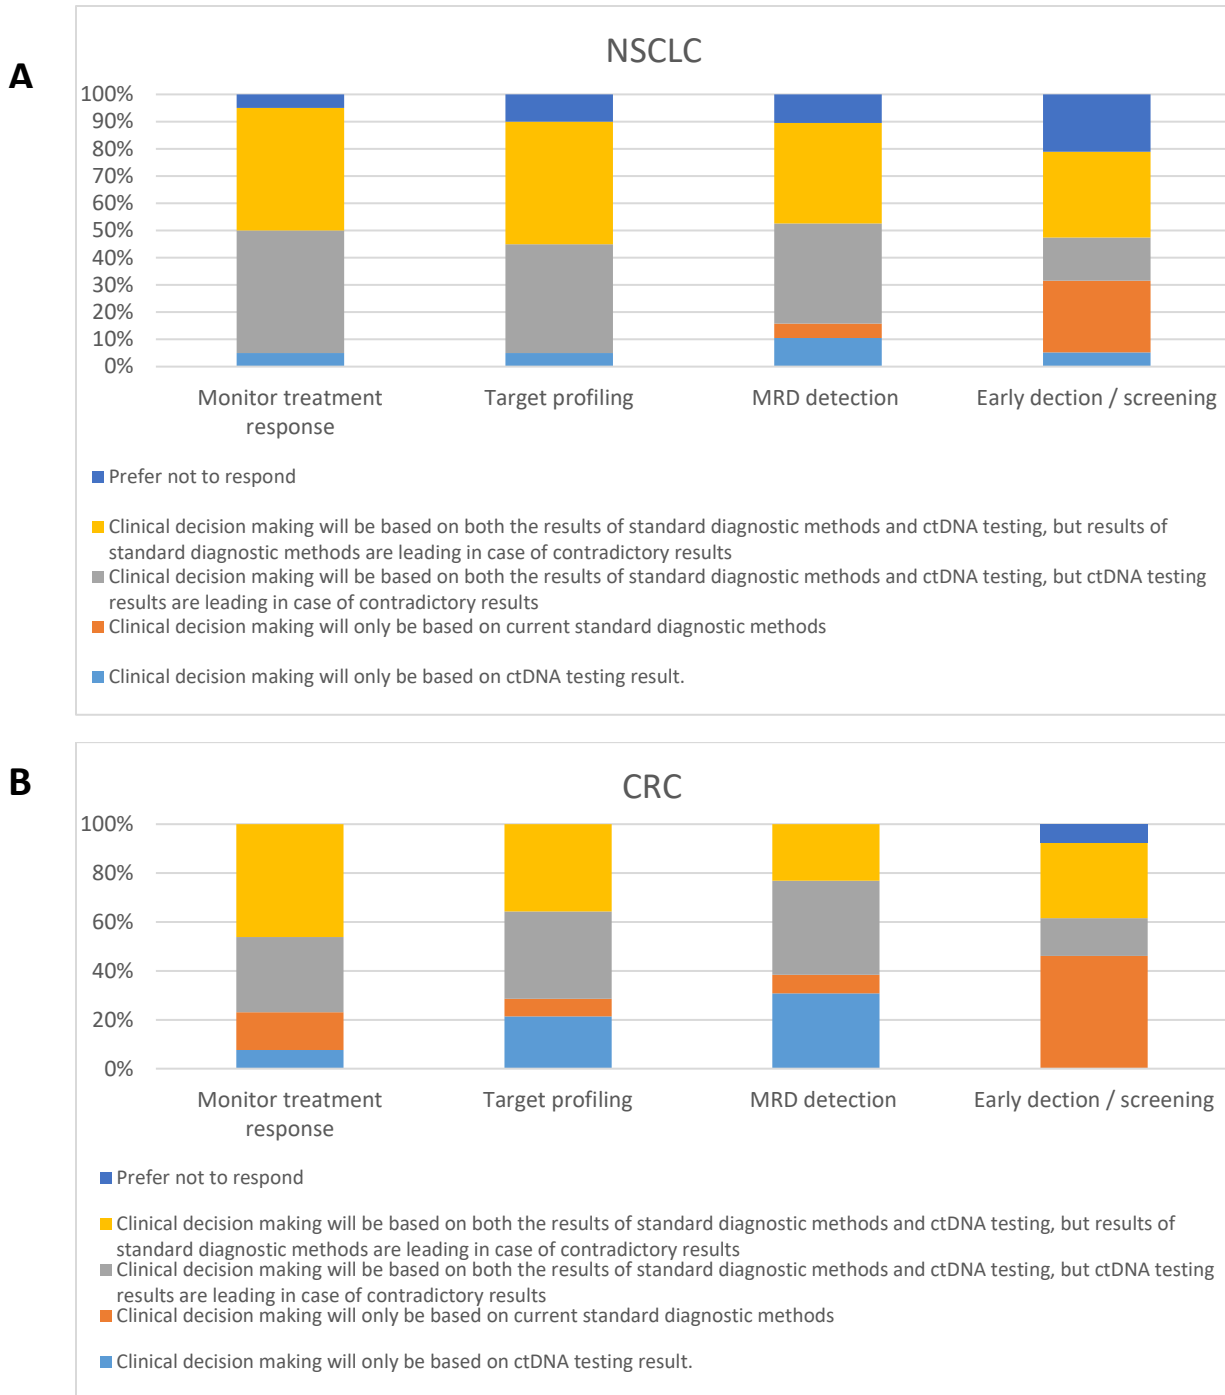 A
NSCLC
100%
90%
80%
70%
60%
50%
40%
30%
20%
10%
0%
Monitor treatment
response
Target profiling
MRD detection
Early dection / screening
Prefer not to respond
Clinical decision making will be based on both the results of standard diagnostic methods and ctDNA testing, but results of
standard diagnostic methods are leading in case of contradictory results
Clinical decision making will be based on both the results of standard diagnostic methods and ctDNA testing, but ctDNA testing
results are leading in case of contradictory results
Clinical decision making will only be based on current standard diagnostic methods
Clinical decision making will only be based on ctDNA testing result.
B
CRC
100%
80%
60%
40%
20%
0%
Monitor treatment
response
Target profiling
MRD detection
Early dection / screening
Prefer not to respond
Clinical decision making will be based on both the results of standard diagnostic methods and ctDNA testing, but results of
standard diagnostic methods are leading in case of contradictory results
Clinical decision making will be based on both the results of standard diagnostic methods and ctDNA testing, but ctDNA testing
results are leading in case of contradictory results
Clinical decision making will only be based on current standard diagnostic methods
Clinical decision making will only be based on ctDNA testing result.